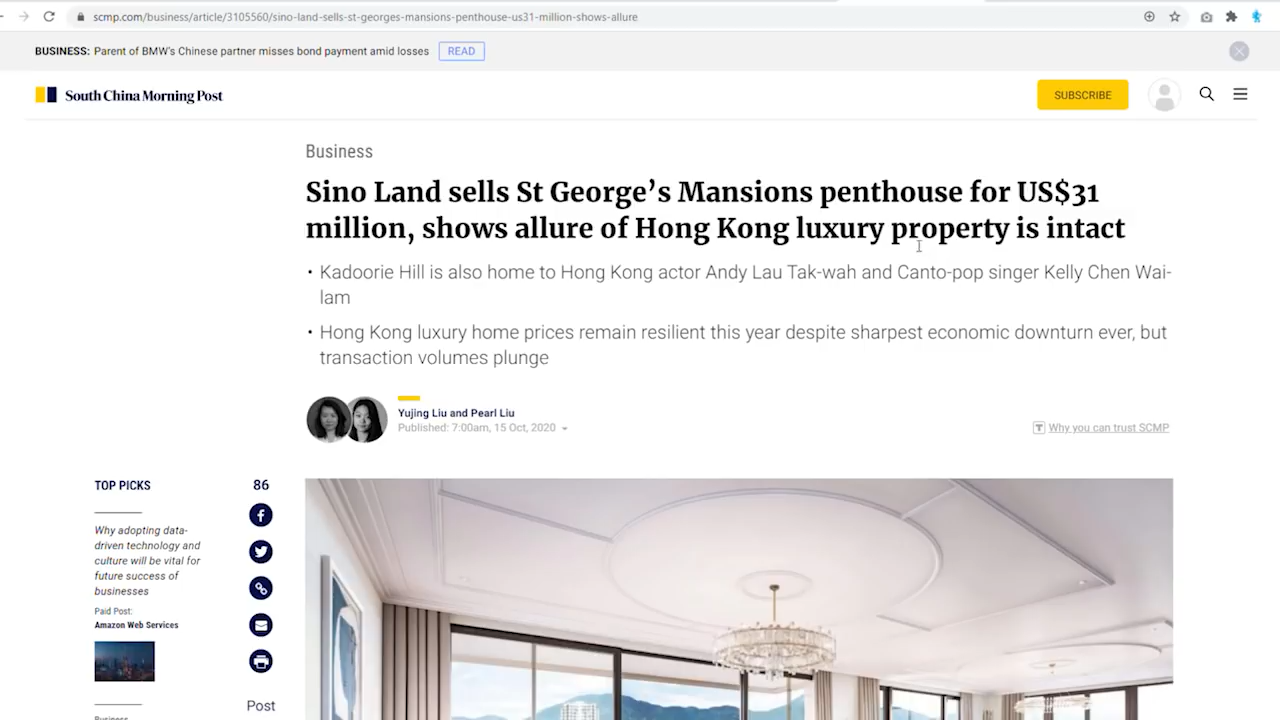 scmp.com/business/article/3105560/sino-land-sells-st-georges-mansions-penthouse-us31-million-shows-allure
BUSINESS: Parent of BMW's Chinese partner misses bond payment amid losses READ
South China Morning Post
SUBSCRIBE
Business
Sino Land sells St George's Mansions penthouse for US$31
million, shows allure of Hong Kong luxury property is intact
• Kadoorie Hill is also home to Hong Kong actor Andy Lau Tak-wah and Canto-pop singer Kelly Chen Wai-
lam
• Hong Kong luxury home prices remain resilient this year despite sharpest economic downturn ever, but
transaction volumes plunge
Yujing Liu and Pearl Liu
Published: 7:00am, 15 Oct, 2020
Why you can trust SCMP
TOP PICKS
Why adopting data-
driven technology and
culture will be vital for
future success of
businesses
Paid Post:
Amazon Web Services
Business
86
Post